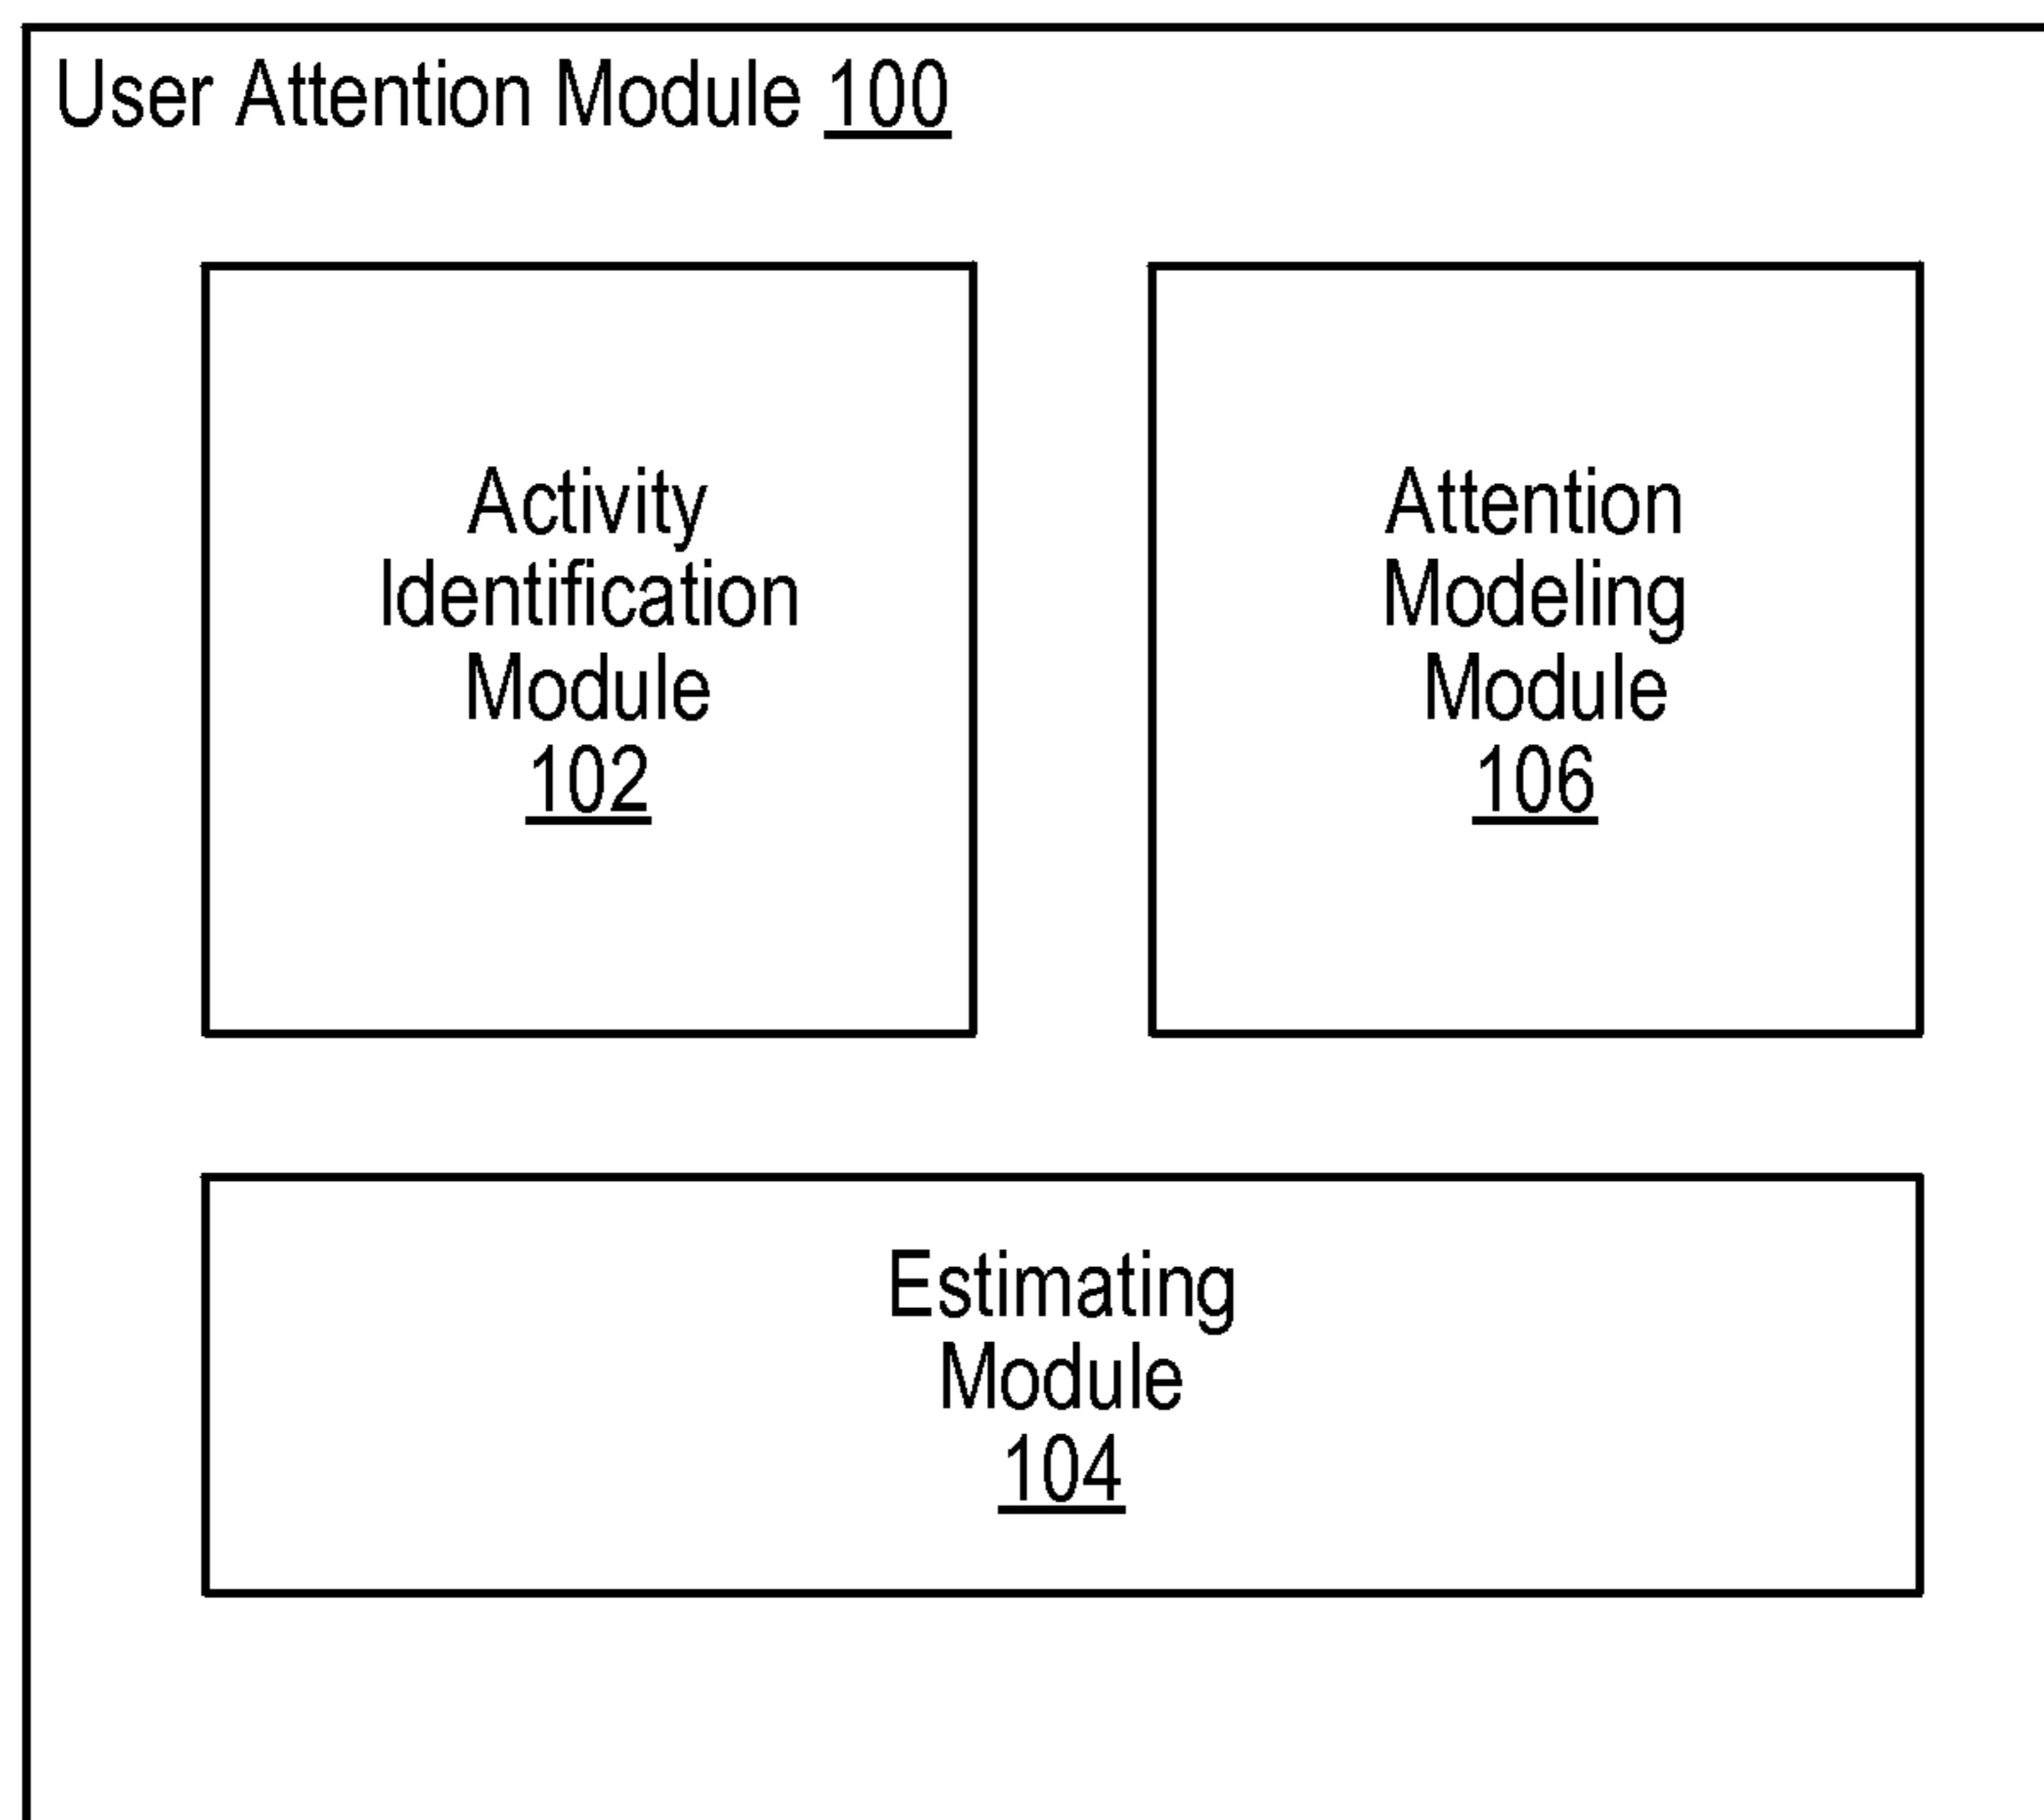 User Attention Module 100
Activity
Identification
Module
102
Attention
Modeling
Module
106
Estimating
Module
104